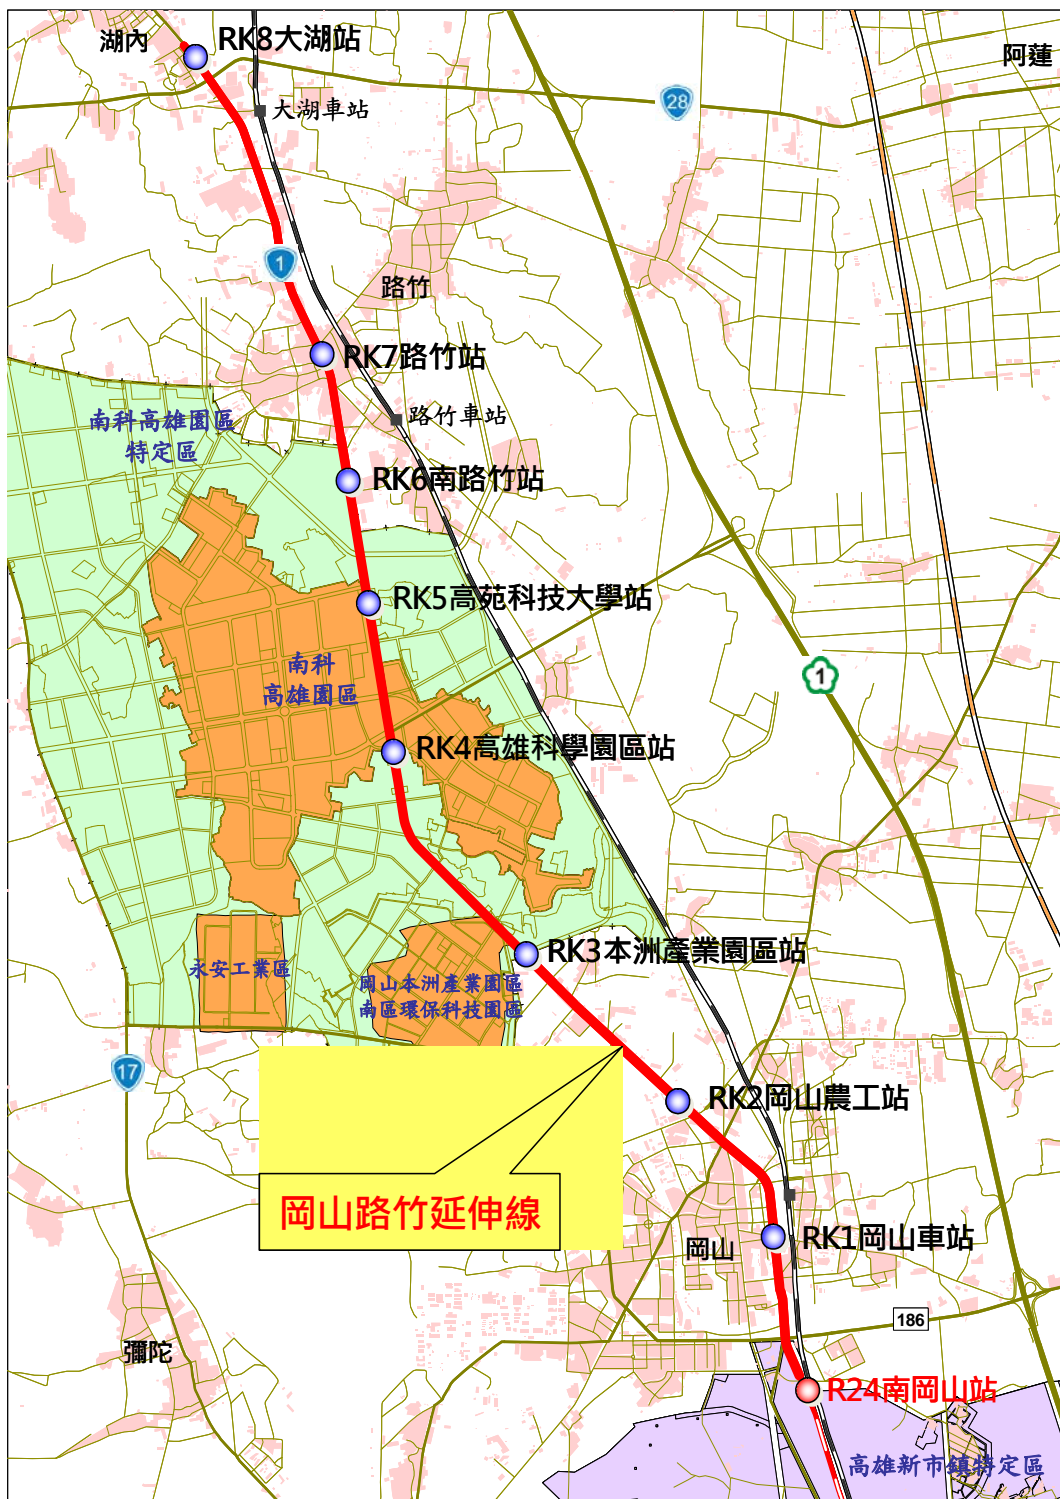 湖內
RK8大湖站
阿蓮
28
大湖車站
1
路竹
RK7路竹站
路竹車站
南科高雄園區
特定區
RK6南路竹站
RK5高苑科技大學站
南科
高雄園區
1
RK4高雄科學園區站
RK3本洲產業園區站
永安工業區
岡山本洲產業園區
南區環保科技園區
17
RK2岡山農工站
岡山路竹延伸線
岡山
RK1岡山車站
186
彌陀
R24南岡山站
高雄新市鎮特定區